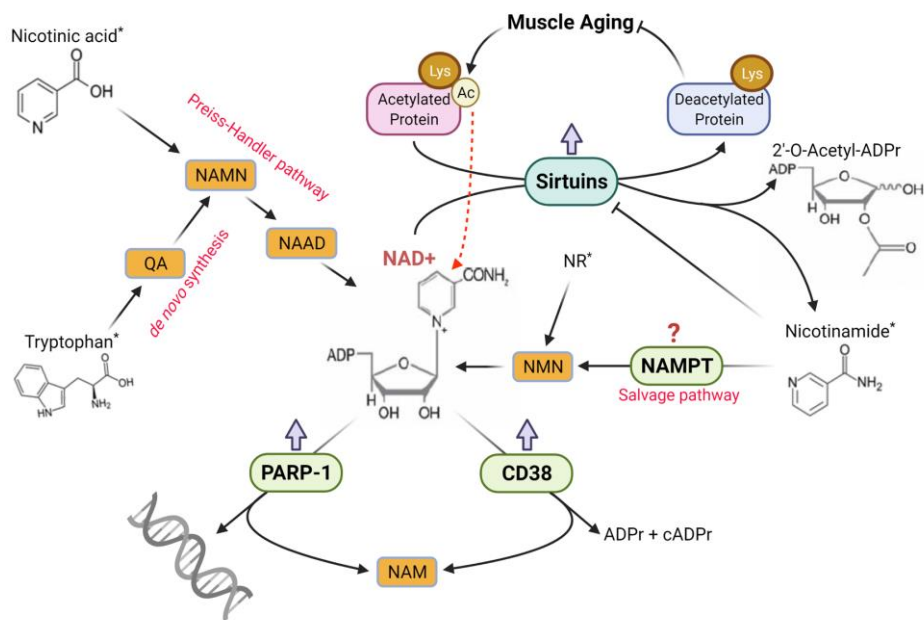 Nicotinic acid*
O
OH
N
Muscle Aging
Lys
Ac
Acetylated
Protein
Lys
Deacetylated
Protein
Preiss-Handler pathway
NAMN
NAAD
QA
de novo synthesis
Tryptophan*
O
OH
NH₂
HN
Sirtuins
2'-O-Acetyl-ADPr
ADP
O
OH
H
OH
O
O
NAD+
CONH₂
N
+
ADP
O
H
OH
OH
NR*
NMN
?
NAMPT
Salvage pathway
Nicotinamide*
O
NH₂
N
PARP-1
CD38
ADPr + cADPr
NAM